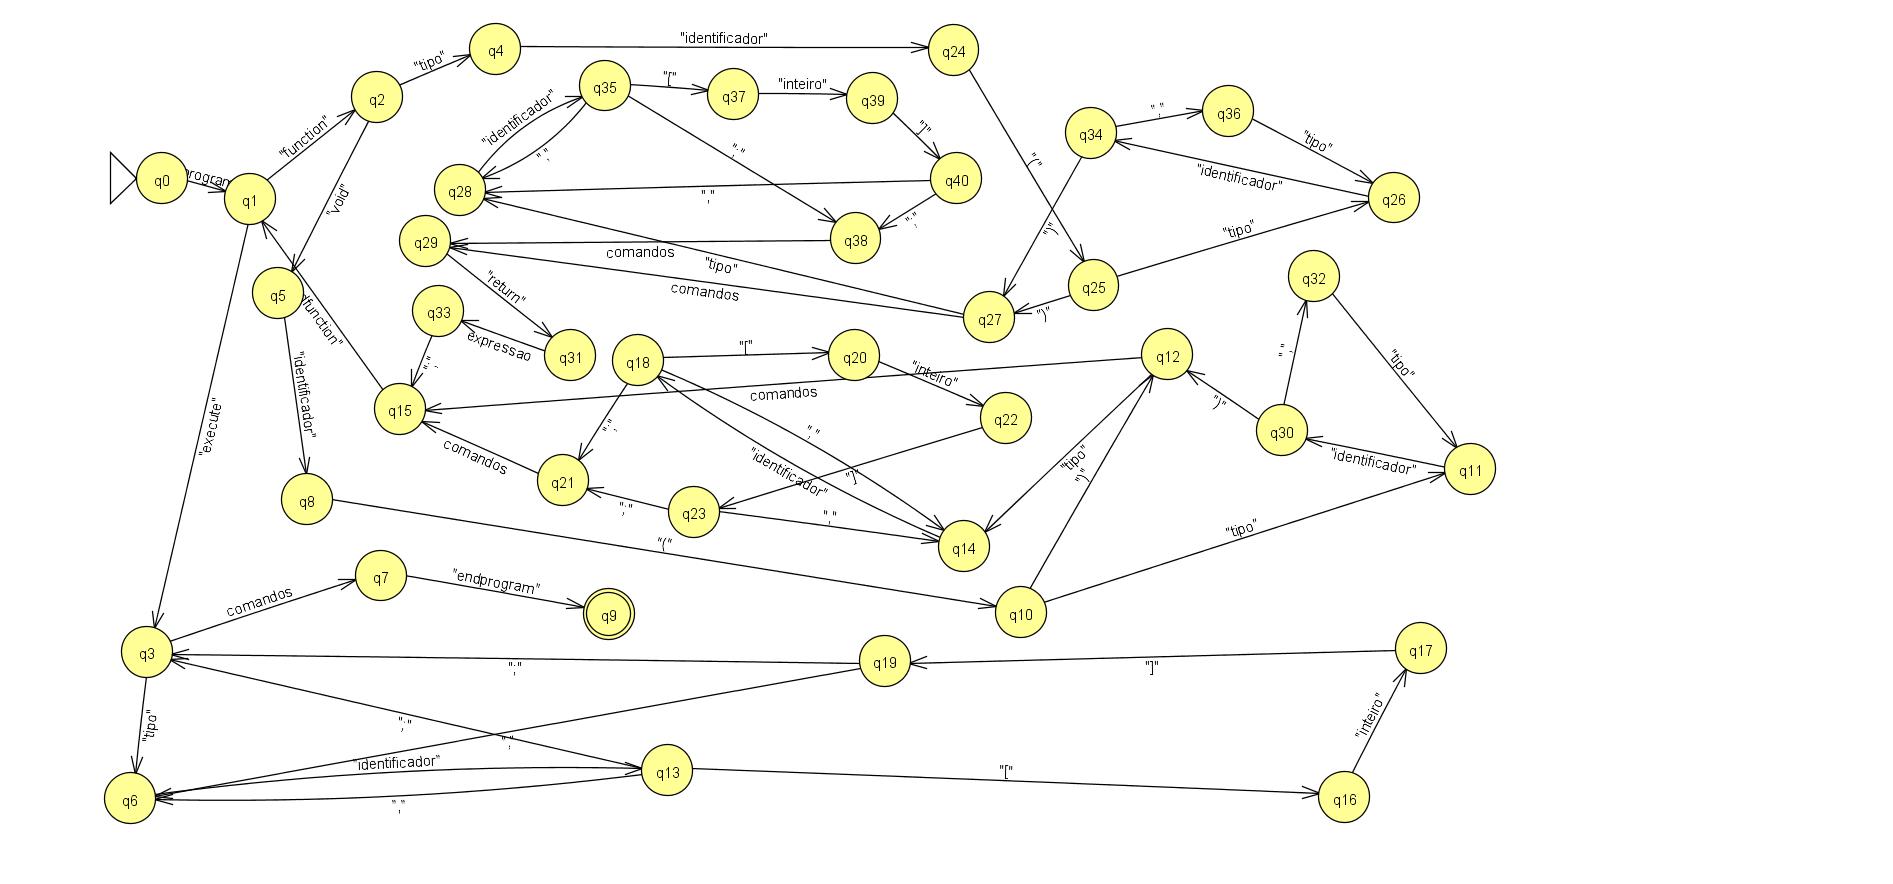 q4
"identificador"
q24
"tipo"
q2
q35
"["
q37
"inteiro"
q39
"identificador"
"]"
q34
","
q36
"tipo"
"function"
","
";"
"("
q0
q1
q28
q40
"identificador"
q26
"void"
","
";"
")"
"tipo"
q29
q38
comandos
"tipo"
q32
q5
"return"
comandos
q25
q33
q27
")"
q31
expressao
";"
q18
"["
q20
"inteiro"
q12
","
"tipo"
q15
comandos
q22
")"
q30
"execute"
"identificador"
";"
","
comandos
"identificador"
"]"
"tipo"
")"
"identificador"
q11
q21
q8
";"
q23
","
q14
"("
"tipo"
q7
"endprogram"
comandos
q9
q10
q3
q19
";"
"]"
q17
"tipo"
";"
","
"inteiro"
"identificador"
q6
q13
"["
q16
","